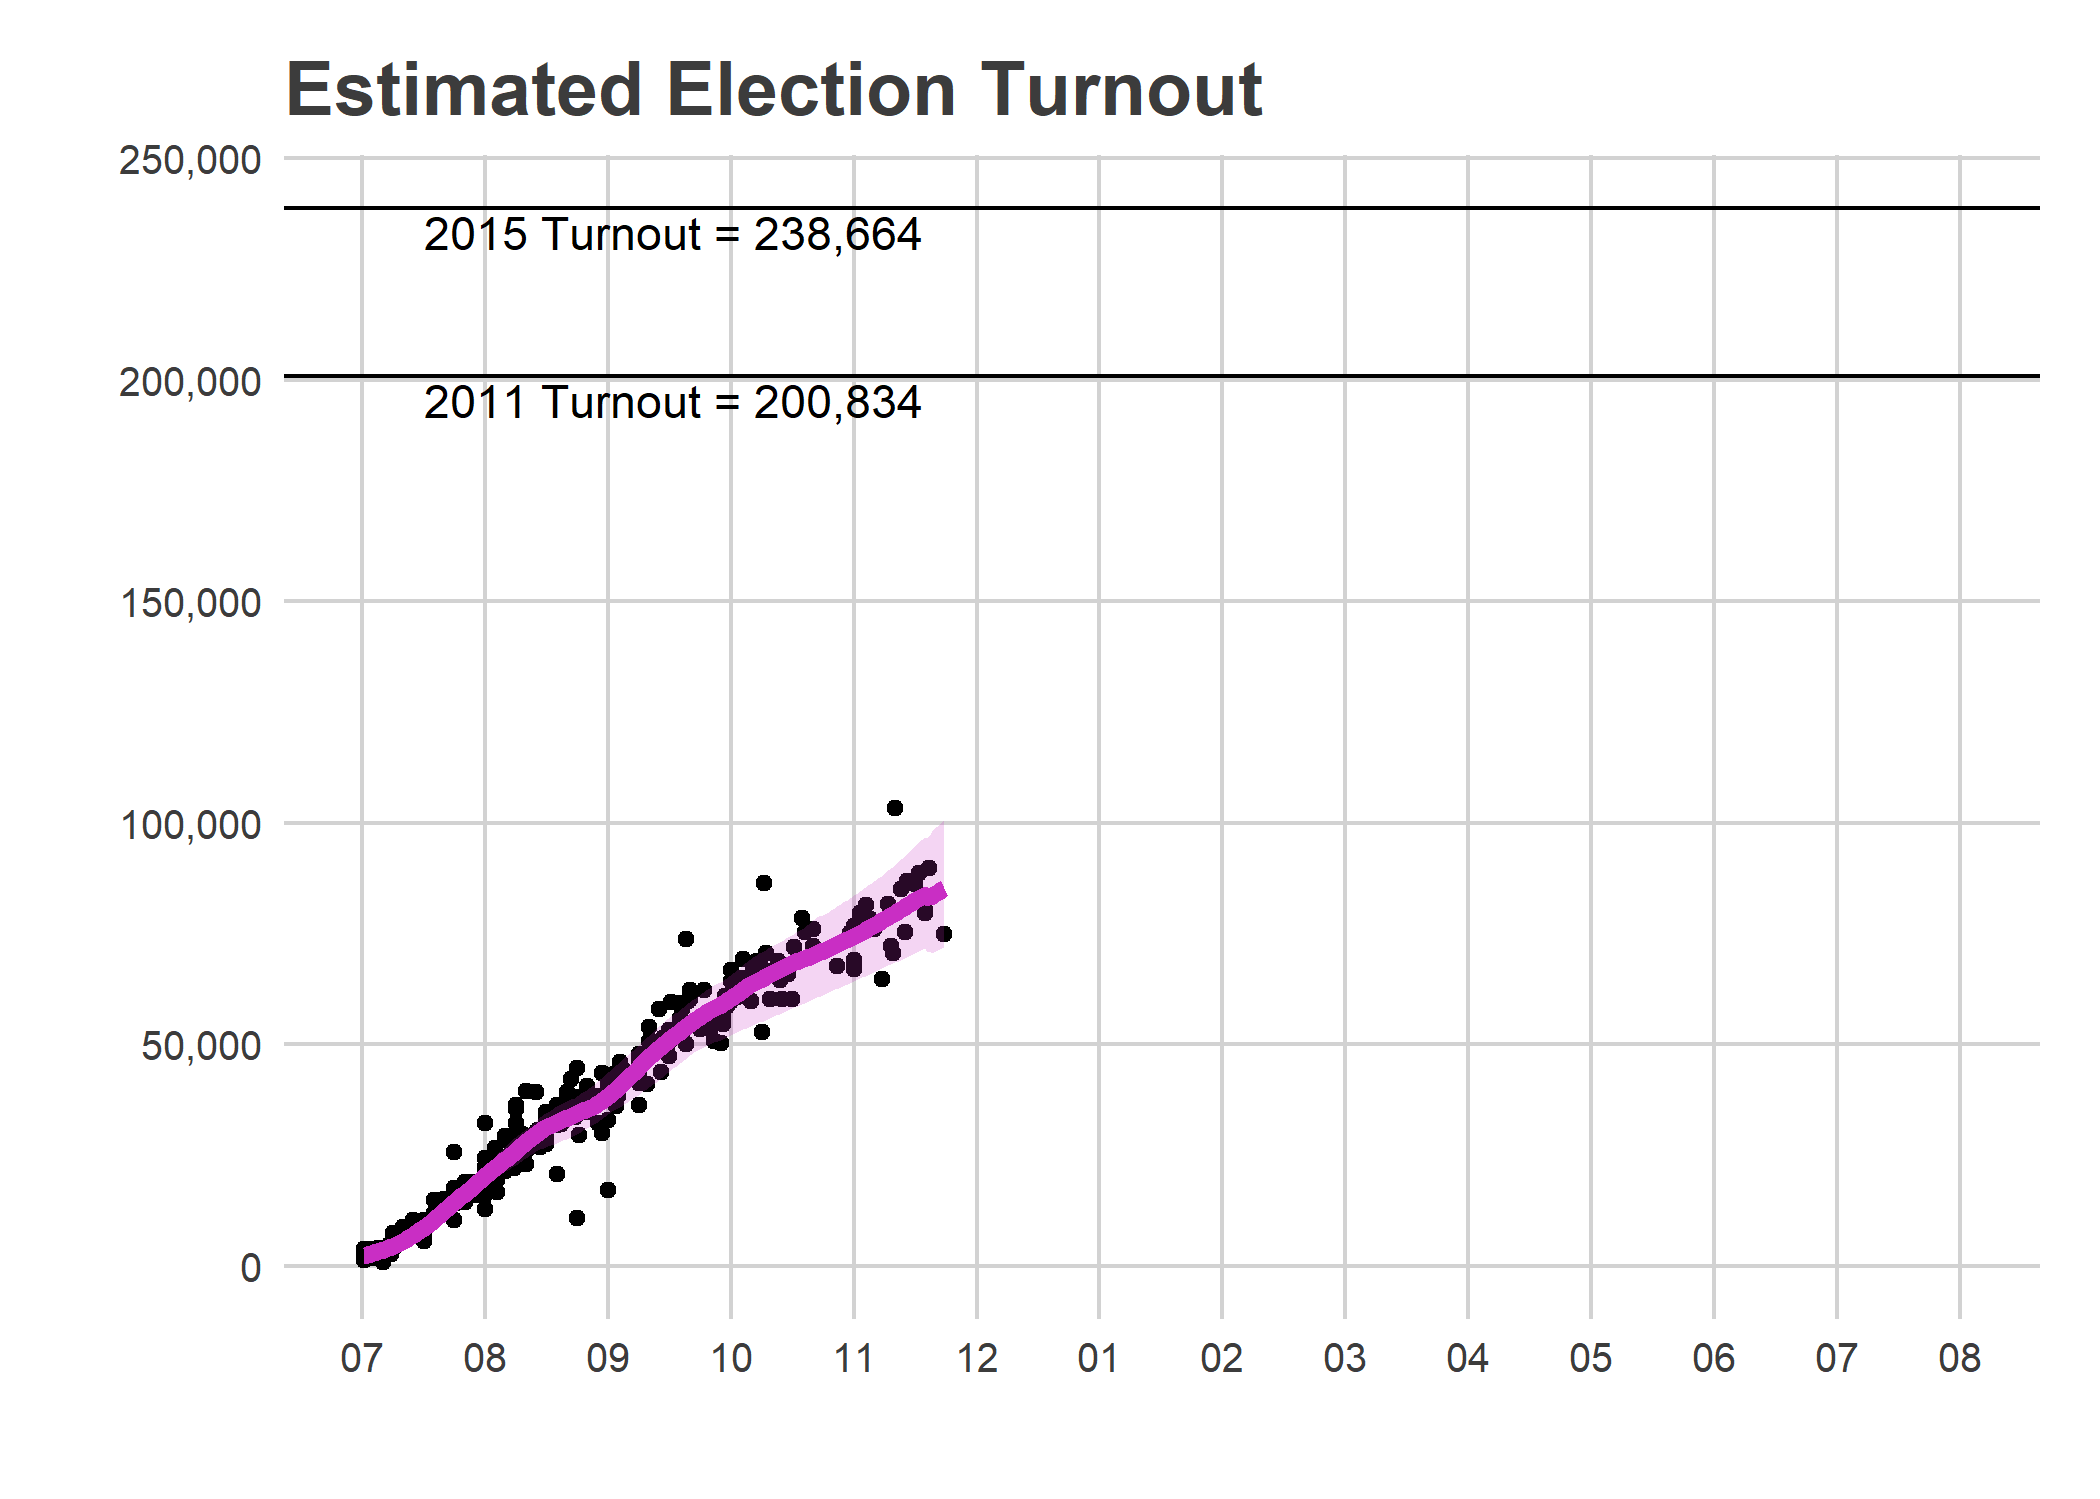 Estimated Election Turnout
250,000
2015 Turnout = 238,664
200,000
2011 Turnout = 200,834
150,000
100,000
50,000
0
07 08 09 10 11 12 01 02 03 04 05 06 07 08